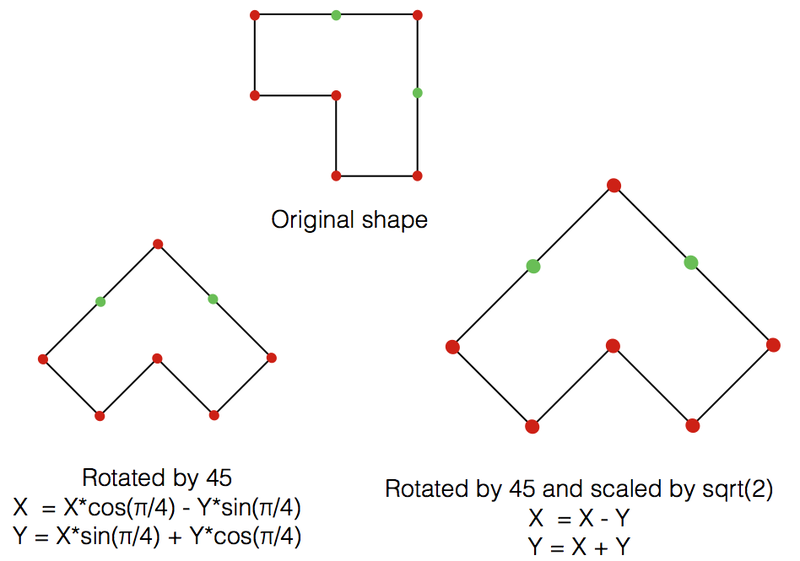 Original shape
Rotated by 45
X  = X*cos(π/4) - Y*sin(π/4)
Y = X*sin(π/4) + Y*cos(π/4)
Rotated by 45 and scaled by sqrt(2)
X  = X - Y
Y = X + Y